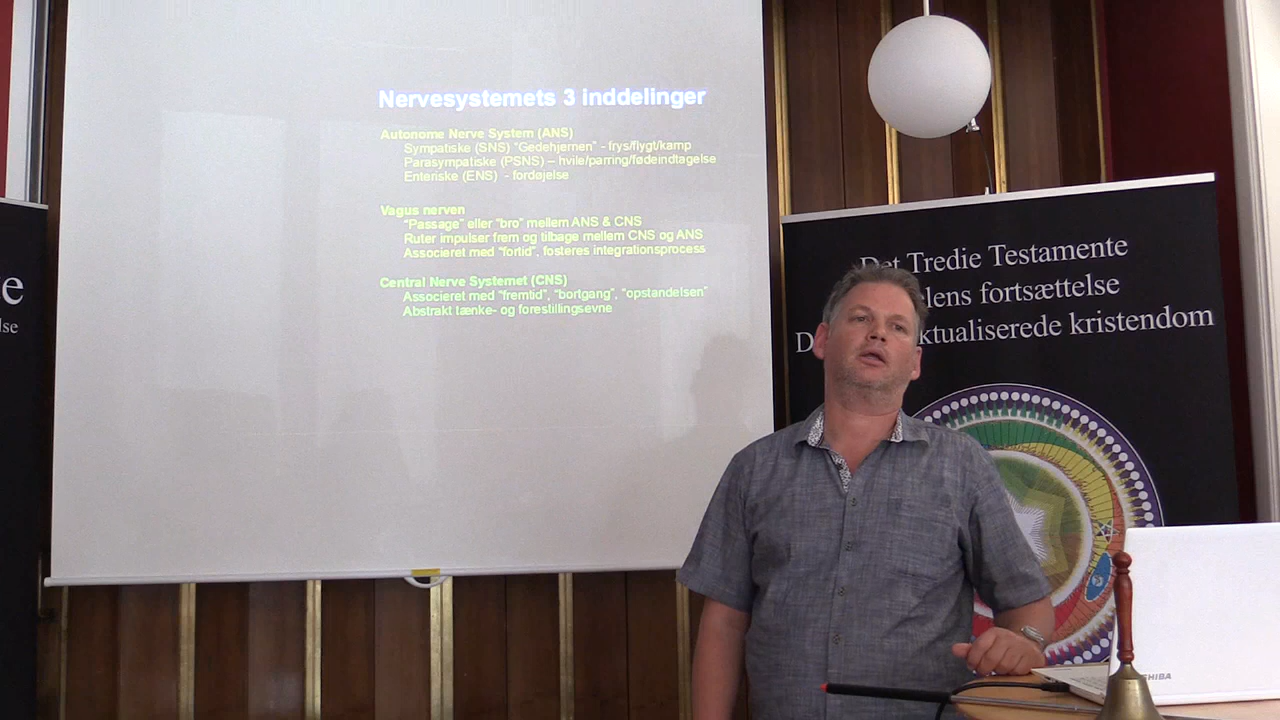 Nervesystemets 3 inddelinger
Autonome Nerve System (ANS)
Sympatiske (SNS) "Gedehjernen" - frys/flygt/kamp
Parasympatiske (PSNS) – hvile/parring/fødeindtagelse
Enteriske (ENS) - fordøjelse
Vagus nerven
"Passage" eller "bro" mellem ANS & CNS
Ruter impulser frem og tilbage mellem CNS og ANS
Associeret med "fortid", fosteres integrationsprocess
Central Nerve Systemet (CNS)
Associeret med "fremtid", "bortgang", "opstandelsen"
Abstrakt tænke- og forestillingsevne
Det Tredie Testamente
lens fortsættelse
D ktualiserede kristendom
e
lse
SHIBA